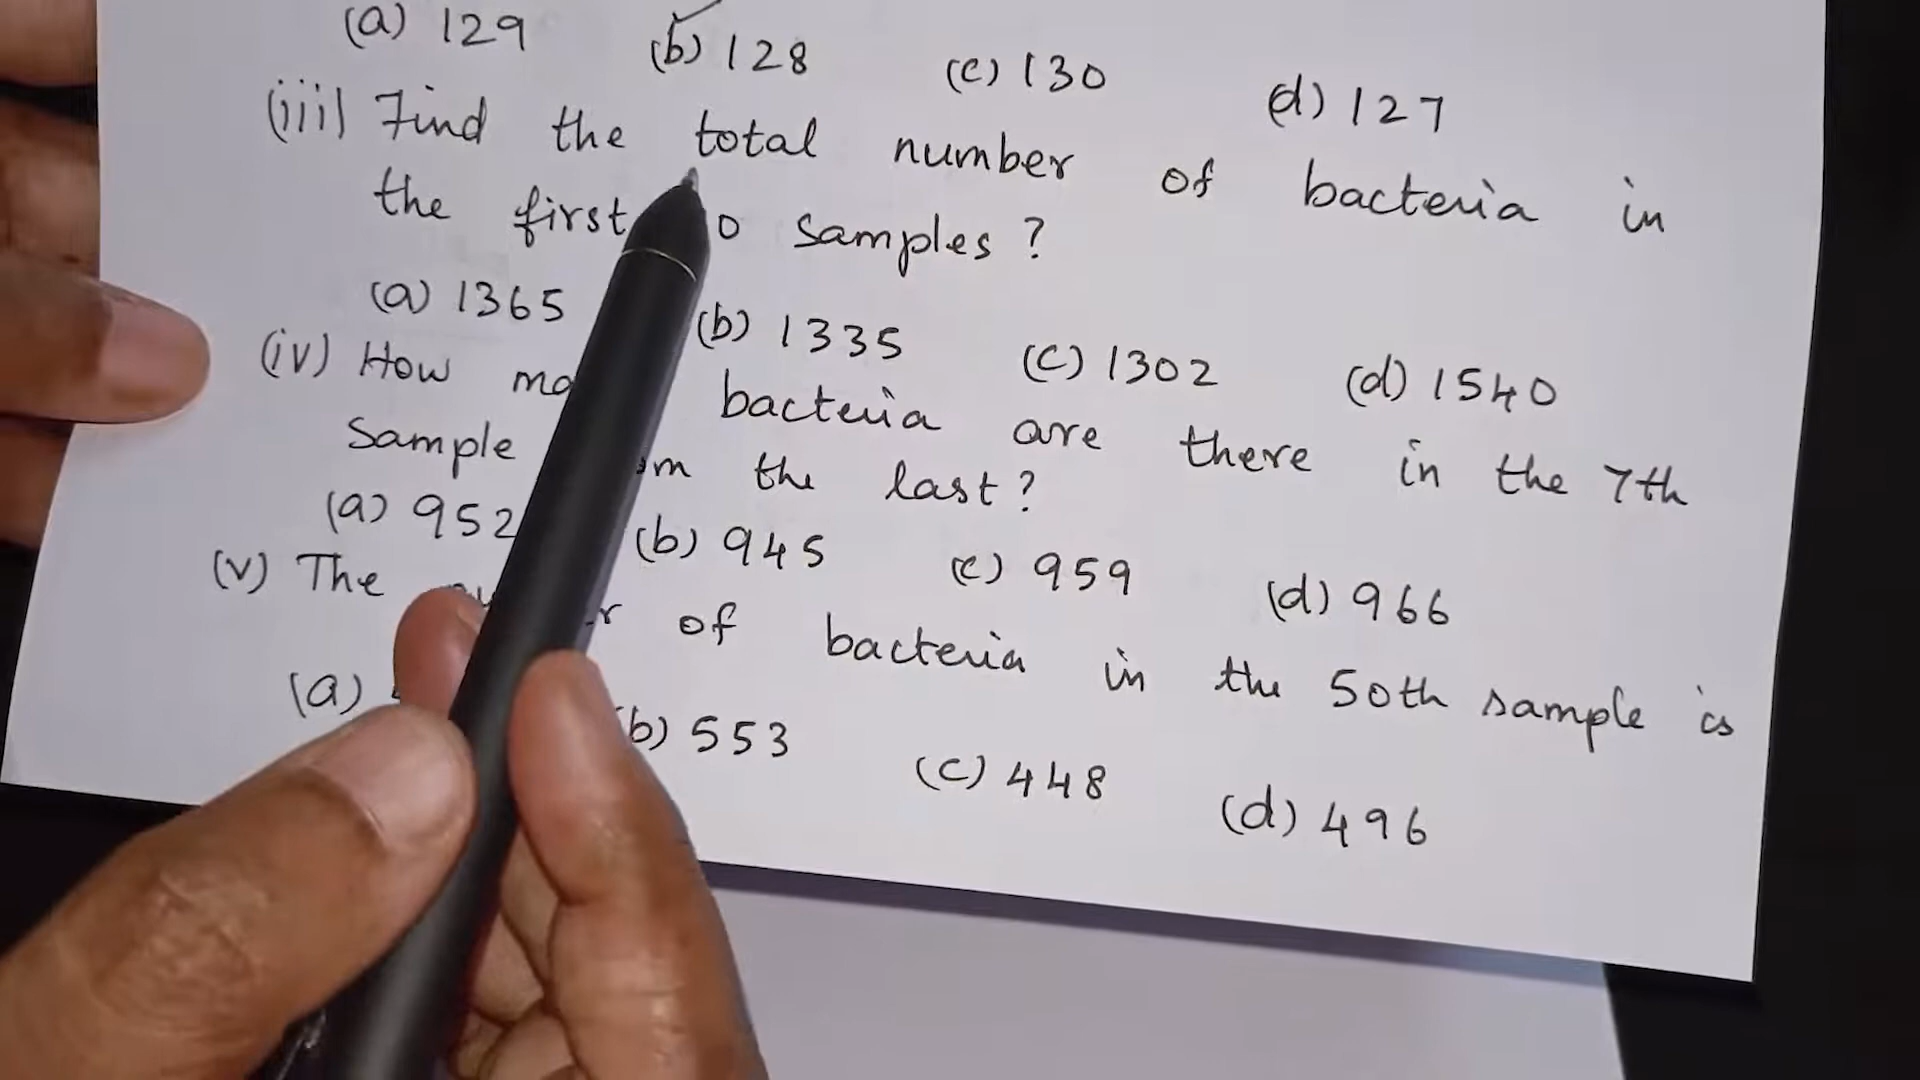 (a) 129 (b) 128 (c) 130 (d) 127
(iii) Find the total number of bacteria in
the first 0 samples ?
(a) 1365 (b) 1335 (c) 1302 (d) 1540
(iv) How bacteria are there in the 7th
Sample the last ?
(a) 952 (b) 945 (c) 959 (d) 966
(v) The of bacteria in the 50th sample is
(a) (b) 553 (c) 448 (d) 496